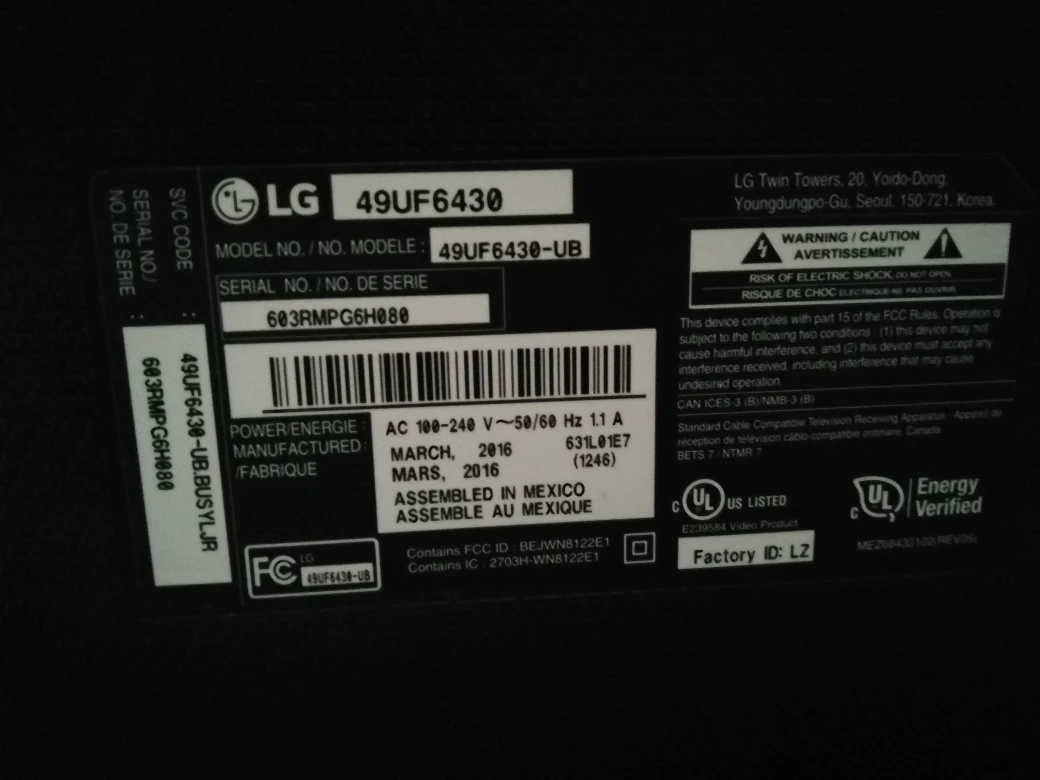 SVC CODE : 49UF6430-UB.BUSYLJR
SERIAL NO./
NO. DE SERIE : 603RMPG6H080
LG 49UF6430
MODEL NO. / NO. MODELE : 49UF6430-UB
SERIAL NO. / NO. DE SERIE
603RMPG6H080
POWER/ENERGIE : AC 100-240 V~50/60 Hz 1.1 A
MANUFACTURED : MARCH, 2016 631L01E7
/FABRIQUE MARS, 2016 (1246)
ASSEMBLED IN MEXICO
ASSEMBLE AU MEXIQUE
FC LG
49UF6430-UB
Contains FCC ID : BEJWN8122E1
Contains IC : 2703H-WN8122E1
LG Twin Towers, 20, Yoido-Dong,
Youngdungpo-Gu, Seoul, 150-721, Korea.
WARNING / CAUTION
AVERTISSEMENT
RISK OF ELECTRIC SHOCK, DO NOT OPEN.
RISQUE DE CHOC ELECTRIQUE-NE PAS OUVRIR.
This device complies with part 15 of the FCC Rules. Operation is
subject to the following two conditions : (1) this device may not
cause harmful interference, and (2) this device must accept any
interference received, including interference that may cause
undesired operation.
CAN ICES-3 (B)/NMB-3 (B)
Standard Cable Compatible Television Receiving Apparatus - Appareil de
réception de télévision câblo-compatible ordinaire, Canada
BETS 7 / NTMR 7
C UL US LISTED
E239584 Video Product
C UL Energy
Verified
Factory ID: LZ